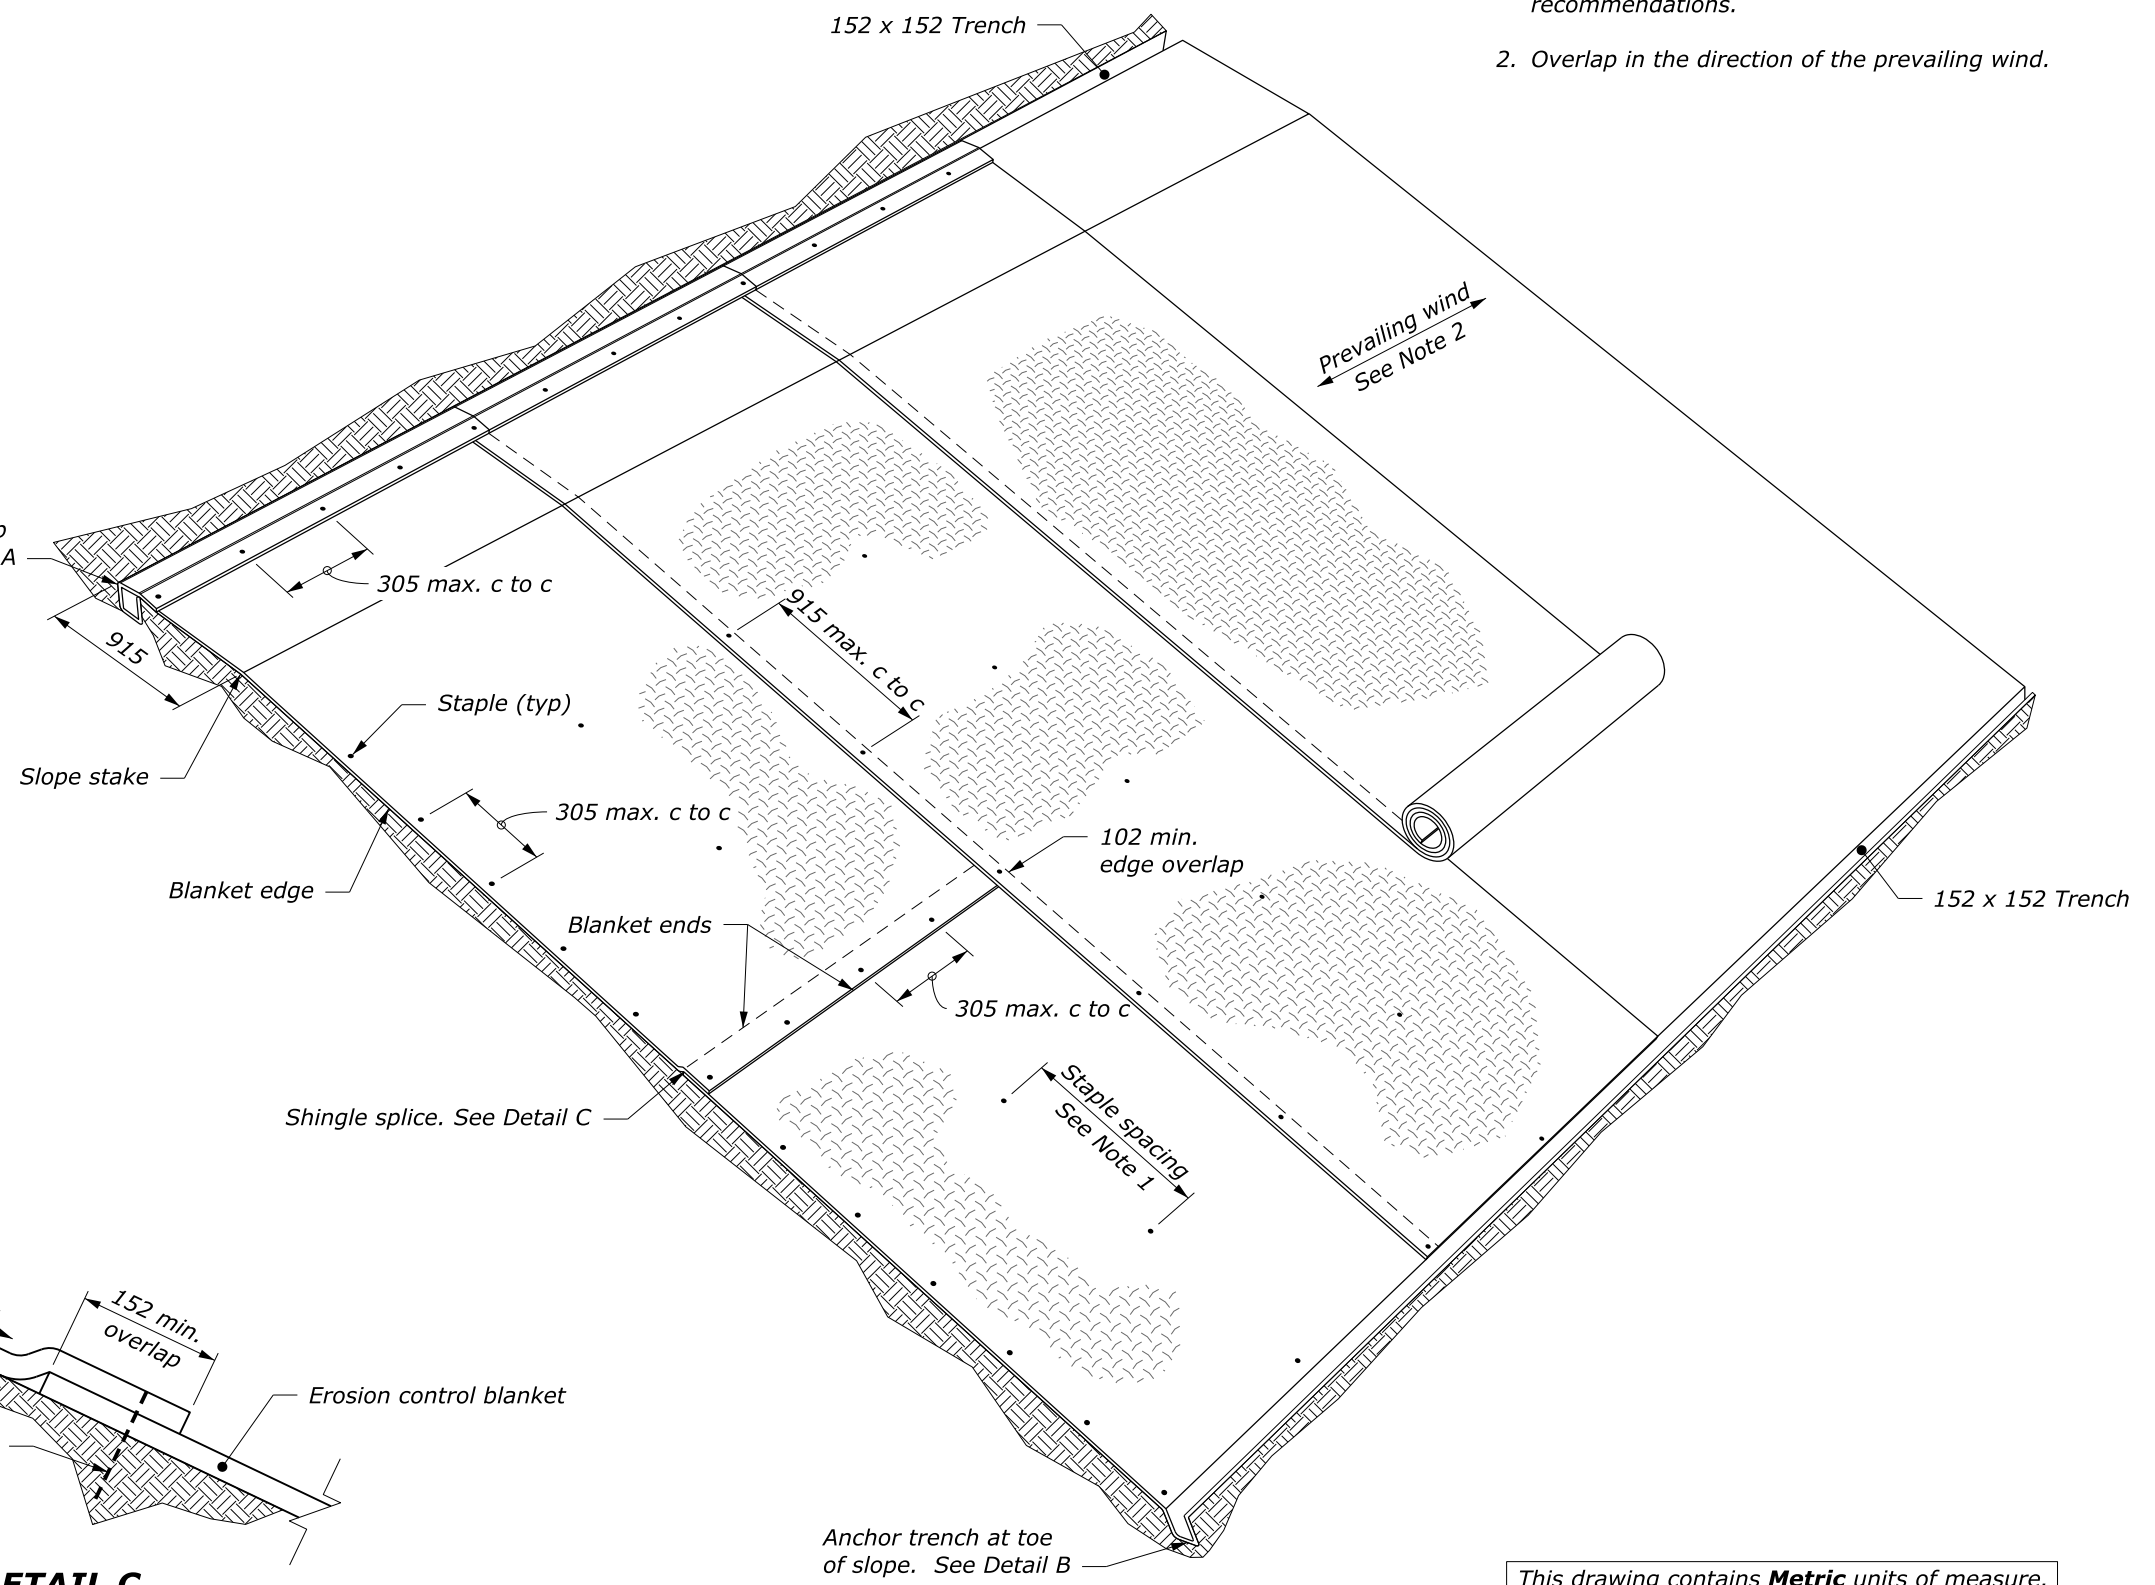 recommendations.
152 x 152 Trench
2. Overlap in the direction of the prevailing wind.
Prevailing wind
See Note 2
A
305 max. c to c
915 max. c to c
915
Staple (typ)
Slope stake
305 max. c to c
102 min.
edge overlap
Blanket edge
152 x 152 Trench
Blanket ends
305 max. c to c
Staple spacing
See Note 1
Shingle splice. See Detail C
152 min.
overlap
Erosion control blanket
Anchor trench at toe
of slope. See Detail B
ETAIL C
This drawing contains Metric units of measure.